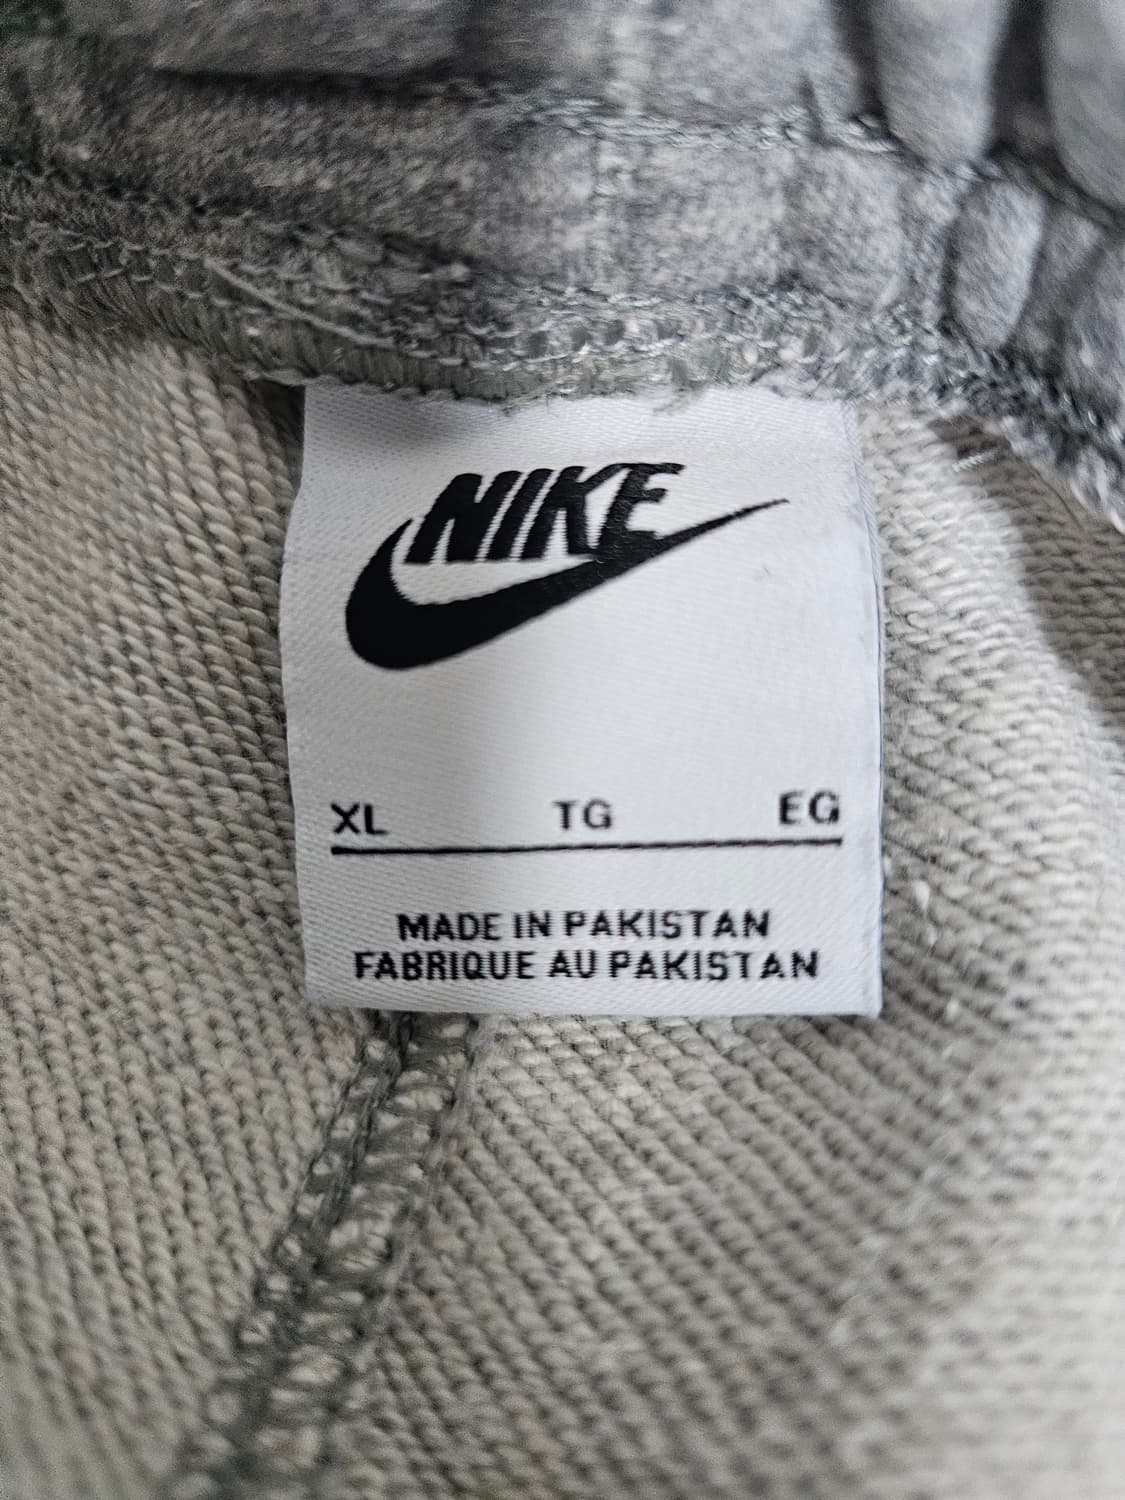 NIKE
XL TG EG
MADE IN PAKISTAN
FABRIQUE AU PAKISTAN